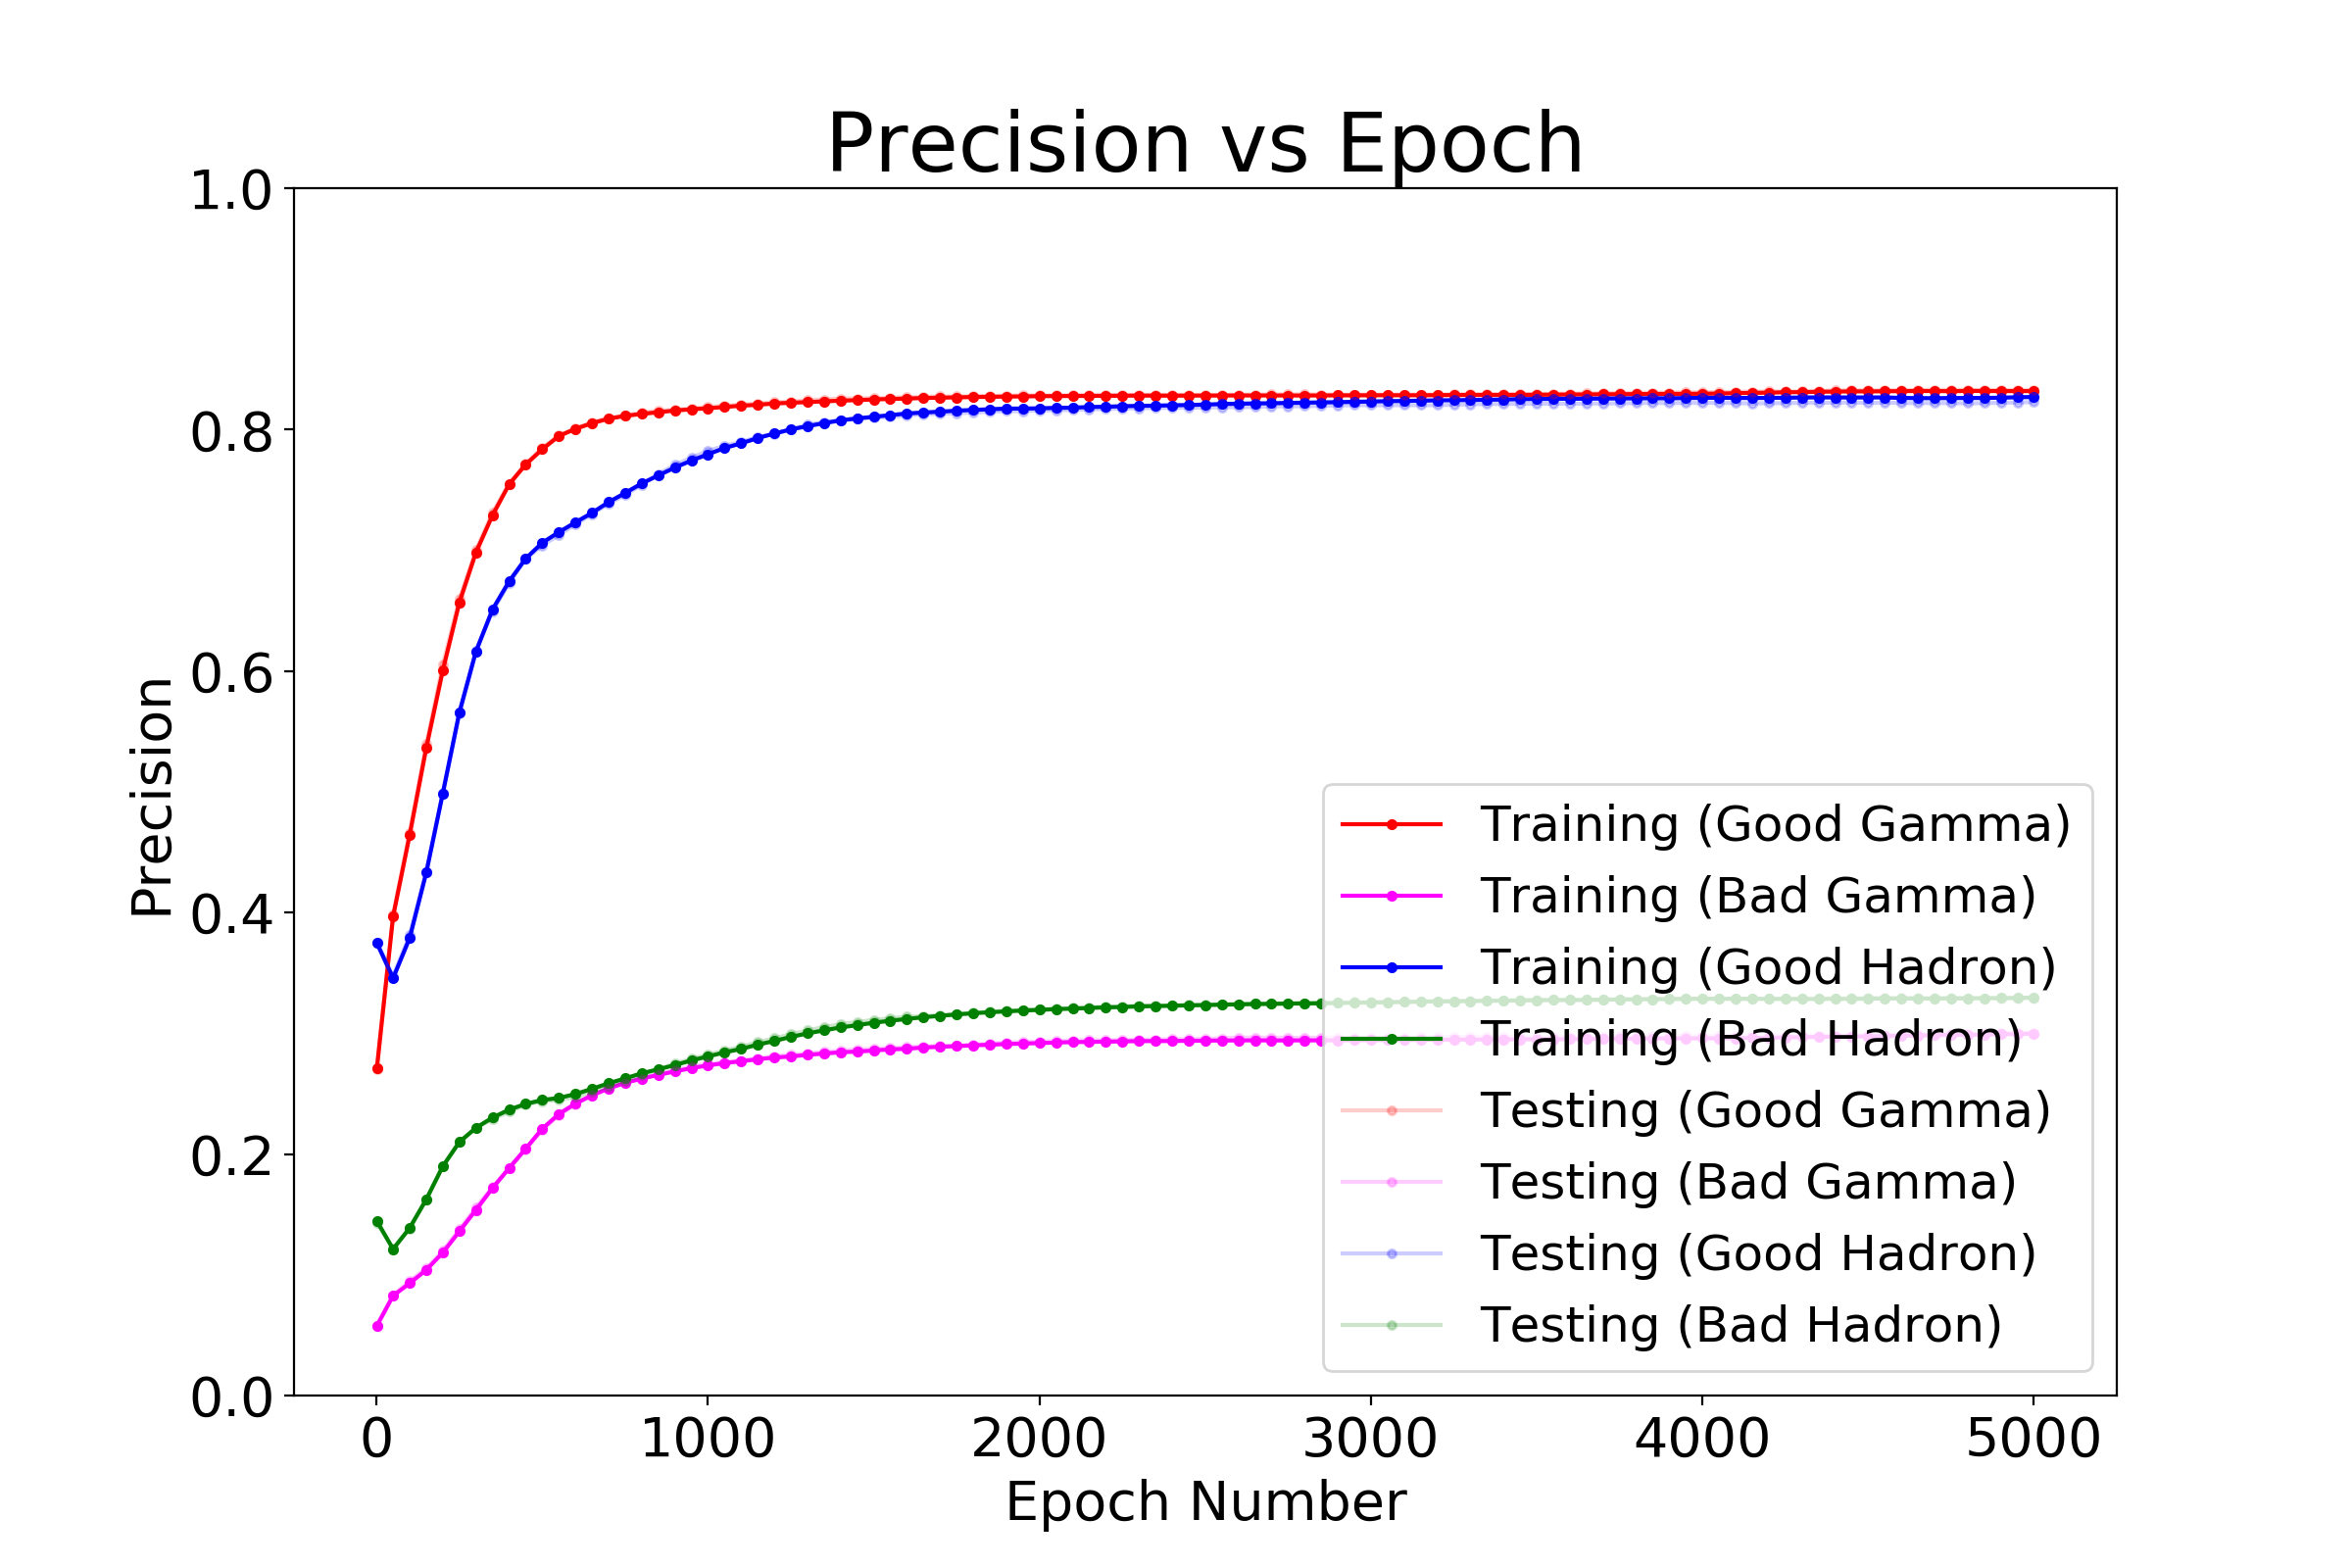 Precision vs Epoch
1.0
0.8
0.6
0.4
0.2
0.0
Precision
0
1000
2000
3000
4000
5000
Epoch Number
Training (Good Gamma)
Training (Bad Gamma)
Training (Good Hadron)
Training (Bad Hadron)
Testing (Good Gamma)
Testing (Bad Gamma)
Testing (Good Hadron)
Testing (Bad Hadron)